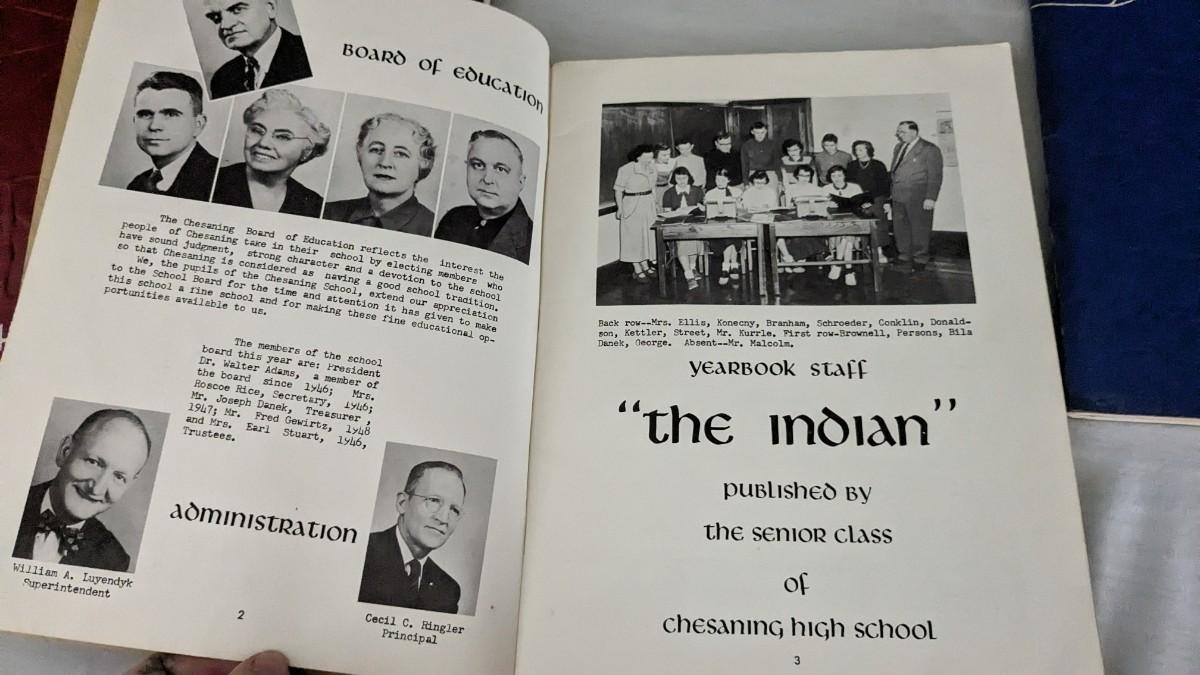 BOARD OF EDUCATION
The Chesaning Board of Education reflects the interest the
people of Chesaning take in their school by electing members who
have sound judgment, strong character and a devotion to the school
so that Chesaning is considered as having a good school tradition.
We, the pupils of the Chesaning School, extend our appreciation
to the School Board for the time and attention it has given to make
this school a fine school and for making these fine educational op-
portunities available to us.
The members of the school
board this year are: President
Dr. Walter Adams, a member of
the board since 1946; Mrs.
Roscoe Rice, Secretary, 1946;
Mr. Joseph Danek, Treasurer,
1947; Mr. Fred Gewirtz, 1948
and Mrs. Earl Stuart, 1946,
Trustees.
ADMINISTRATION
William A. Luyendyk
Superintendent
Cecil C. Ringler
Principal
2
Back row--Mrs. Ellis, Konecny, Branham, Schroeder, Conklin, Donald-
son, Kettler, Street, Mr. Kurrle. First row-Brownell, Persons, Bila
Danek, George. Absent--Mr. Malcolm.
YEARBOOK STAFF
"THE INDIAN"
PUBLISHED BY
THE SENIOR CLASS
OF
CHESANING HIGH SCHOOL
3